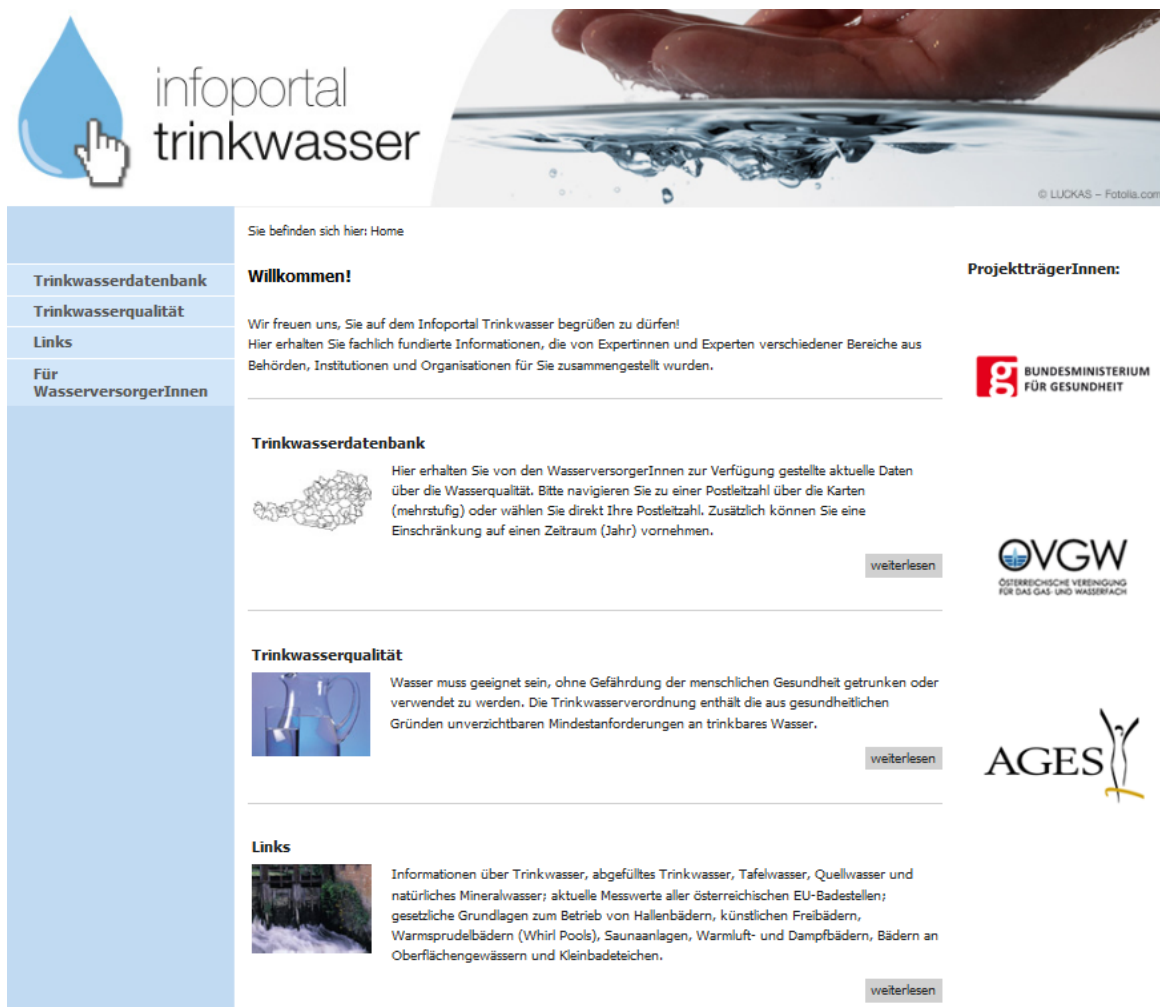 infoportal
trinkwasser
© LUCKAS – Fotolia.com
Sie befinden sich hier: Home
Trinkwasserdatenbank
Trinkwasserqualität
Links
Für
WasserversorgerInnen
Willkommen!
Wir freuen uns, Sie auf dem Infoportal Trinkwasser begrüßen zu dürfen!
Hier erhalten Sie fachlich fundierte Informationen, die von Expertinnen und Experten verschiedener Bereiche aus
Behörden, Institutionen und Organisationen für Sie zusammengestellt wurden.
Trinkwasserdatenbank
Hier erhalten Sie von den WasserversorgerInnen zur Verfügung gestellte aktuelle Daten
über die Wasserqualität. Bitte navigieren Sie zu einer Postleitzahl über die Karten
(mehrstufig) oder wählen Sie direkt Ihre Postleitzahl. Zusätzlich können Sie eine
Einschränkung auf einen Zeitraum (Jahr) vornehmen.
weiterlesen
Trinkwasserqualität
Wasser muss geeignet sein, ohne Gefährdung der menschlichen Gesundheit getrunken oder
verwendet zu werden. Die Trinkwasserverordnung enthält die aus gesundheitlichen
Gründen unverzichtbaren Mindestanforderungen an trinkbares Wasser.
weiterlesen
Links
Informationen über Trinkwasser, abgefülltes Trinkwasser, Tafelwasser, Quellwasser und
natürliches Mineralwasser; aktuelle Messwerte aller österreichischen EU-Badestellen;
gesetzliche Grundlagen zum Betrieb von Hallenbädern, künstlichen Freibädern,
Warmsprudelbädern (Whirl Pools), Saunaanlagen, Warmluft- und Dampfbädern, Bädern an
Oberflächengewässern und Kleinbadeteichen.
weiterlesen
ProjektträgerInnen:
g BUNDESMINISTERIUM
FÜR GESUNDHEIT
OVGW
ÖSTERREICHISCHE VEREINIGUNG
FÜR DAS GAS- UND WASSERFACH
AGES